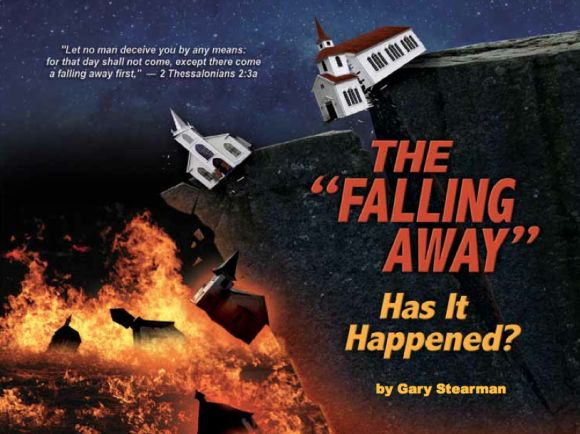 "Let no man deceive you by any means:
for that day shall not come, except there come
a falling away first," — 2 Thessalonians 2:3a
THE
"FALLING
AWAY"
Has It
Happened?
by Gary Stearman